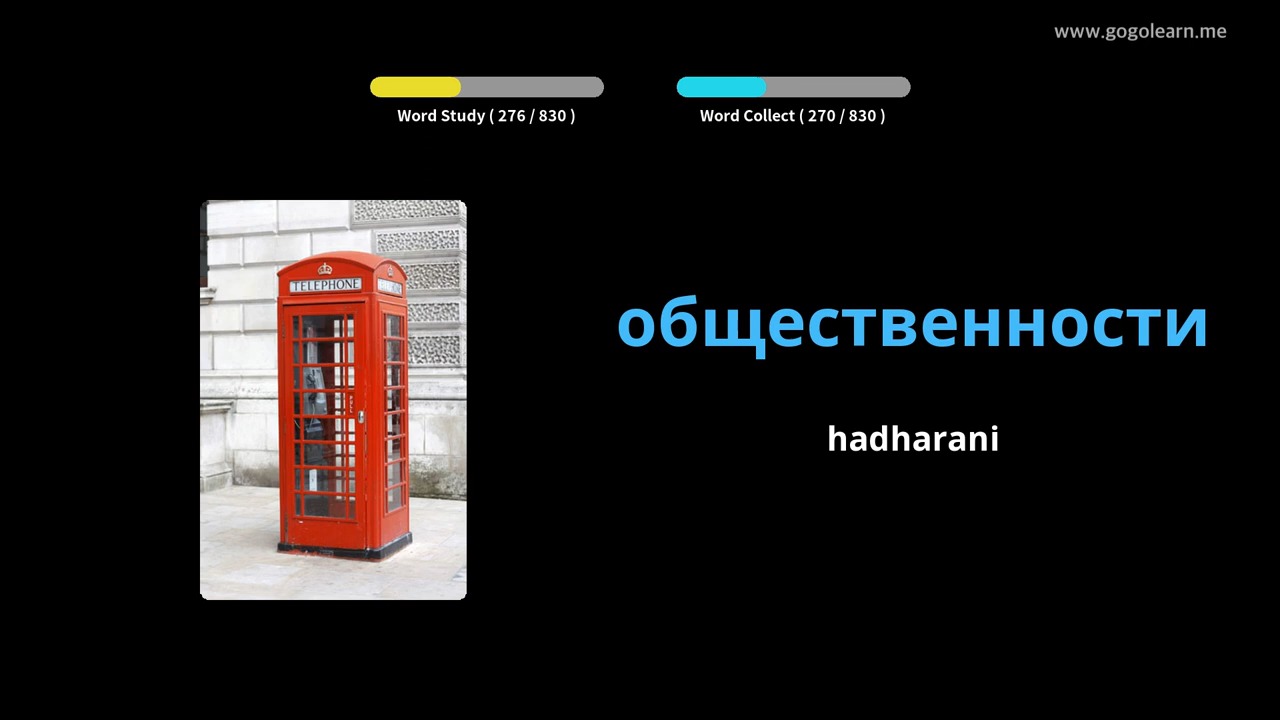 www.gogolearn.me
Word Study ( 276 / 830 )
Word Collect ( 270 / 830 )
TELEPHONE
общественности
hadharani